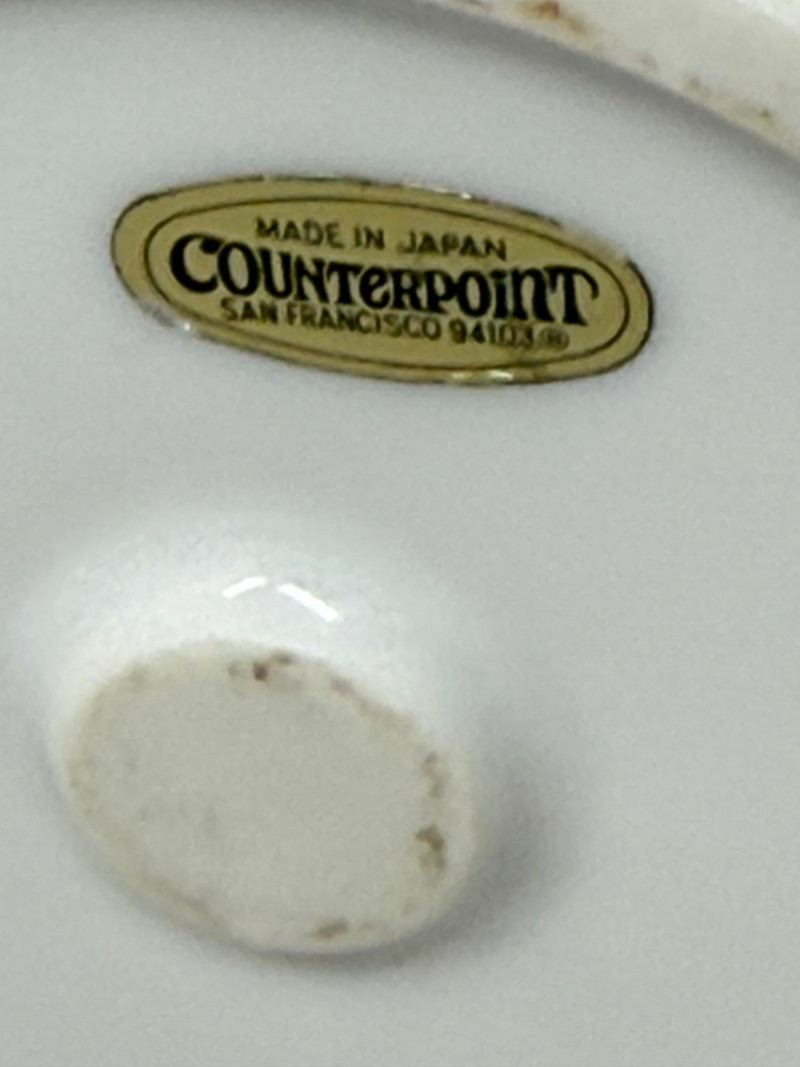 MADE IN JAPAN
COUNTERPOINT
SAN FRANCISCO 94103 ®